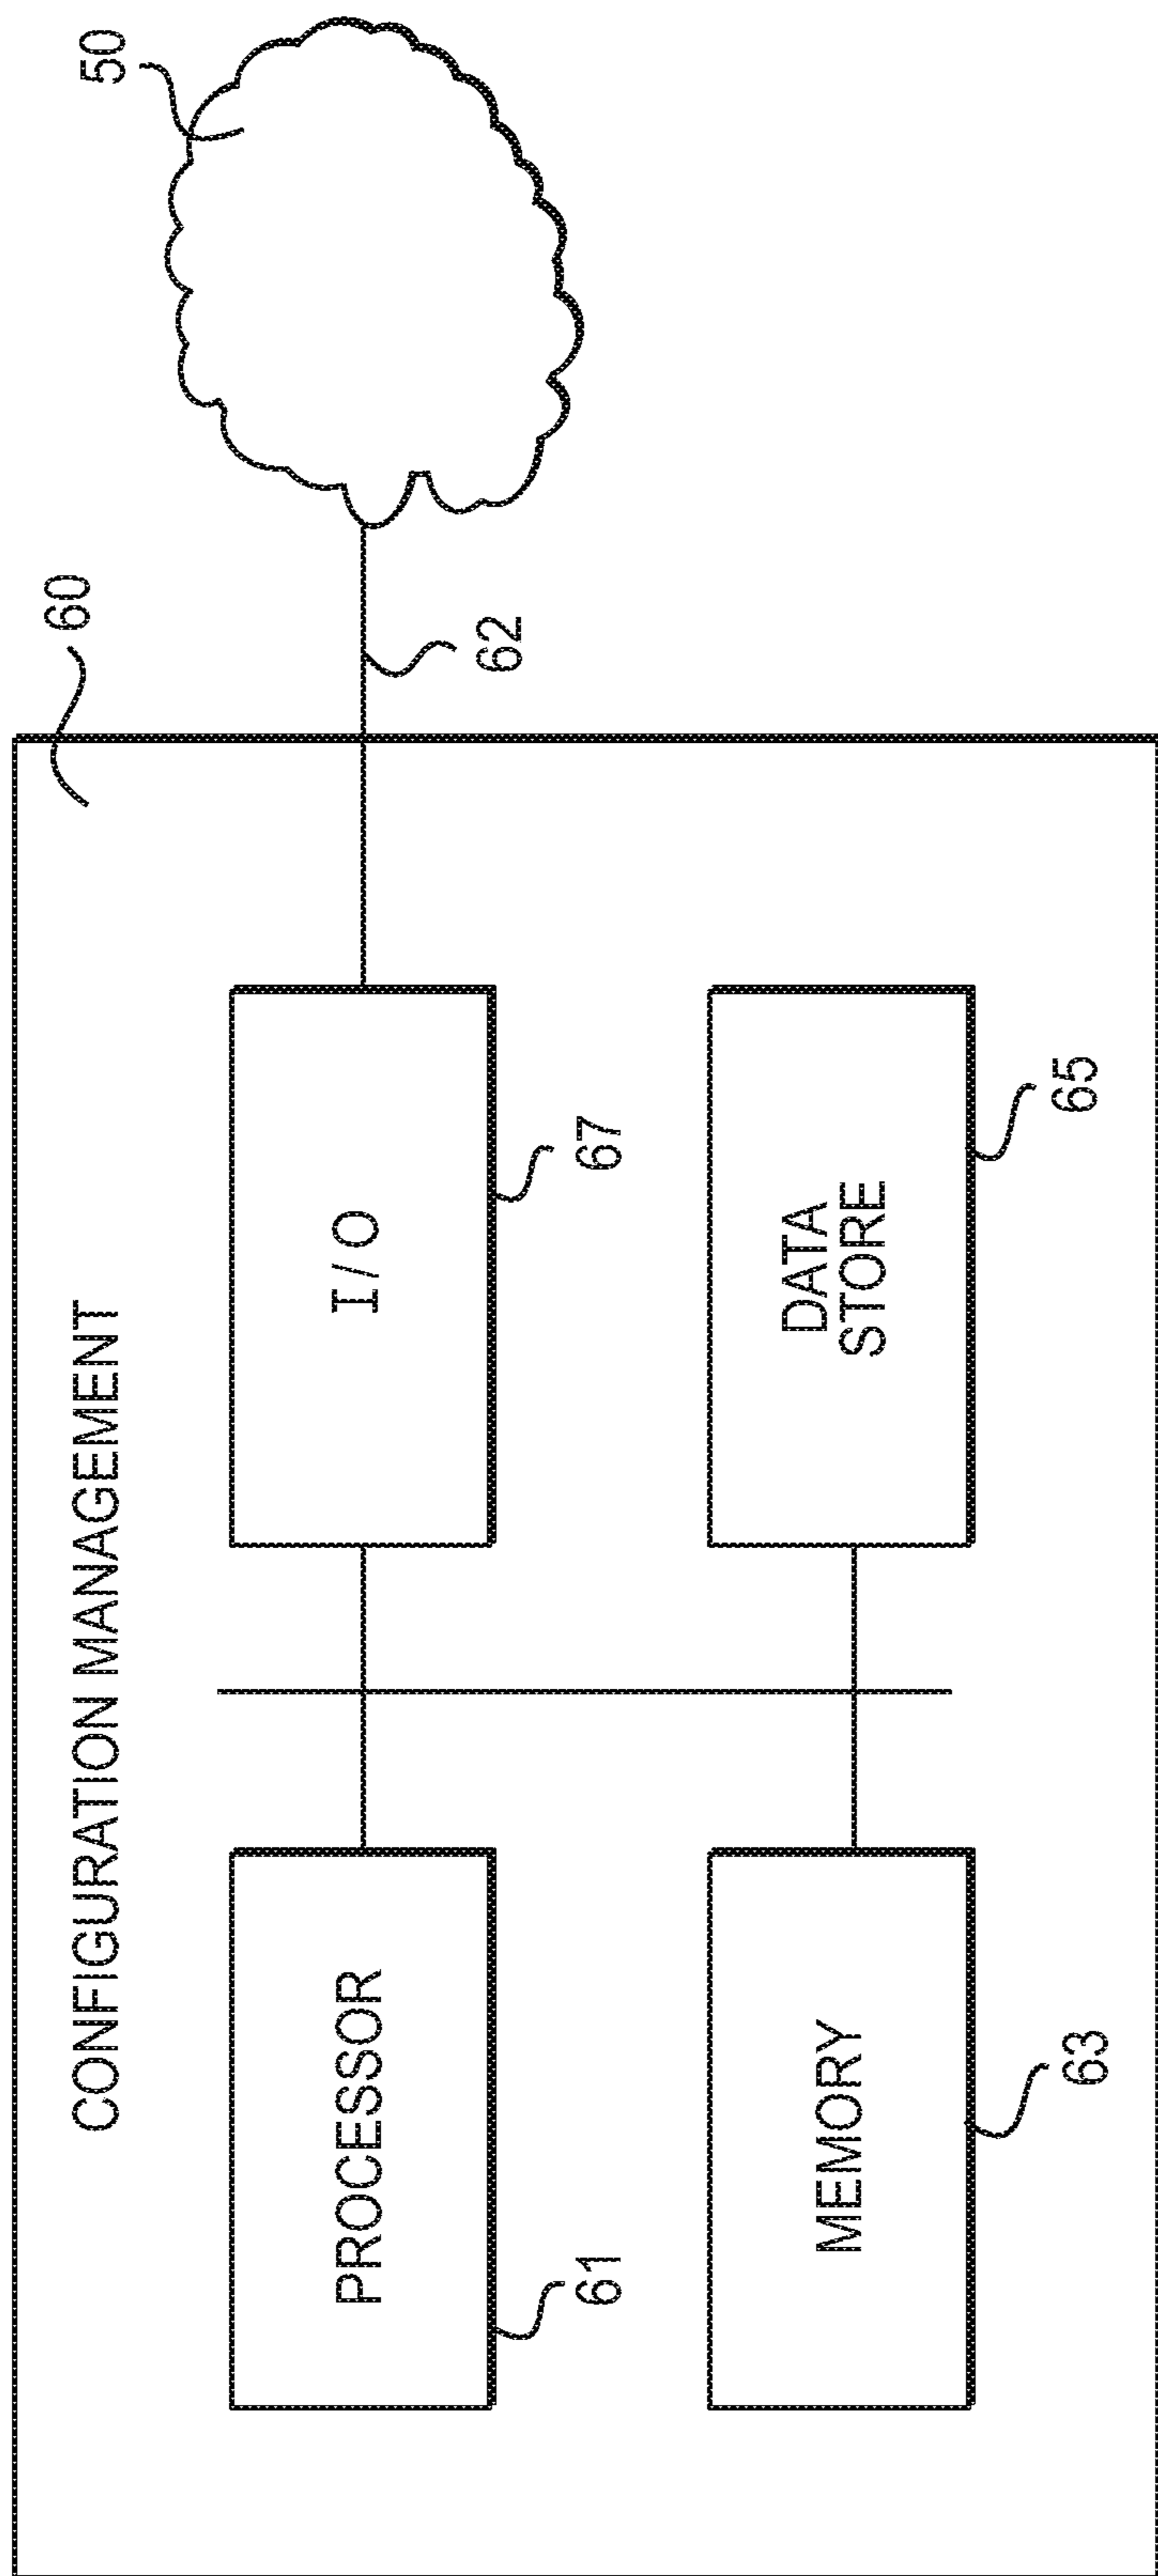 CONFIGURATION MANAGEMENT
60
50
PROCESSOR
61
I/O
67
62
MEMORY
63
DATA
STORE
65